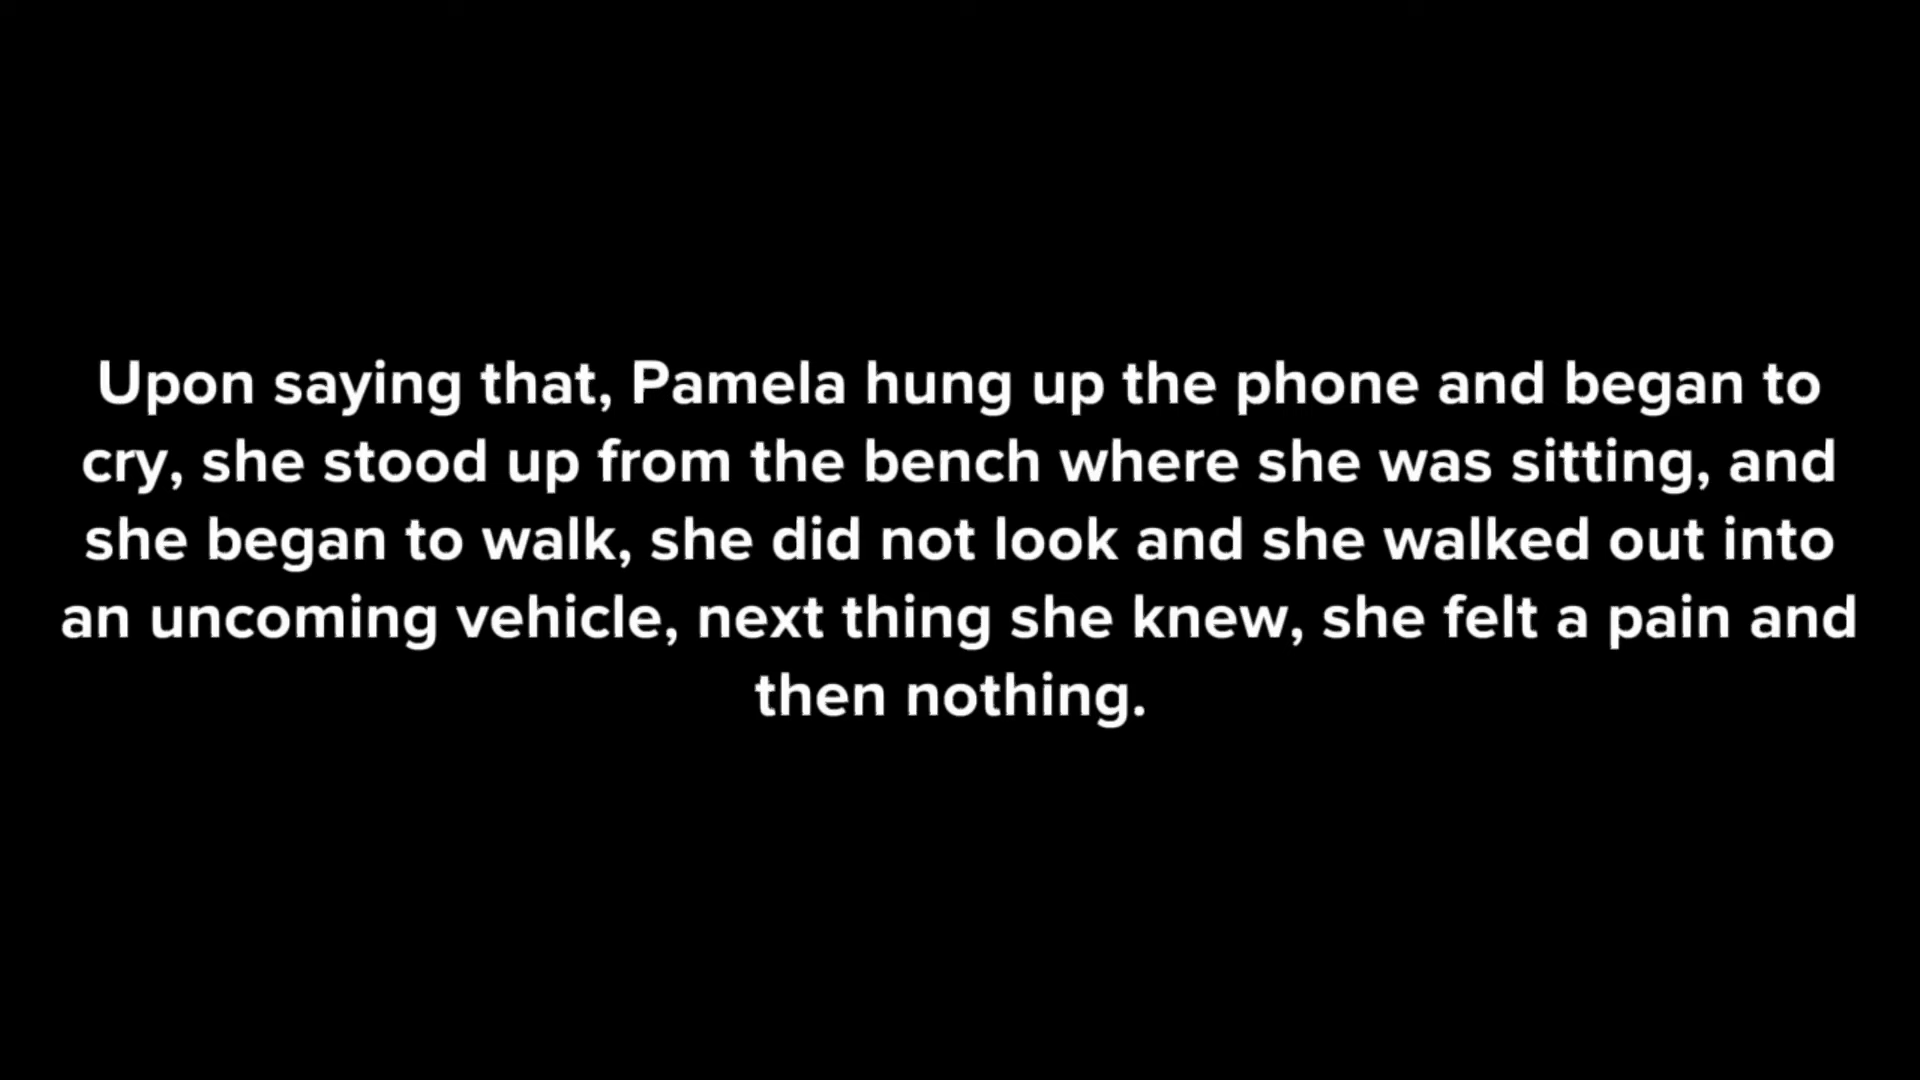 Upon saying that, Pamela hung up the phone and began to
cry, she stood up from the bench where she was sitting, and
she began to walk, she did not look and she walked out into
an uncoming vehicle, next thing she knew, she felt a pain and
then nothing.